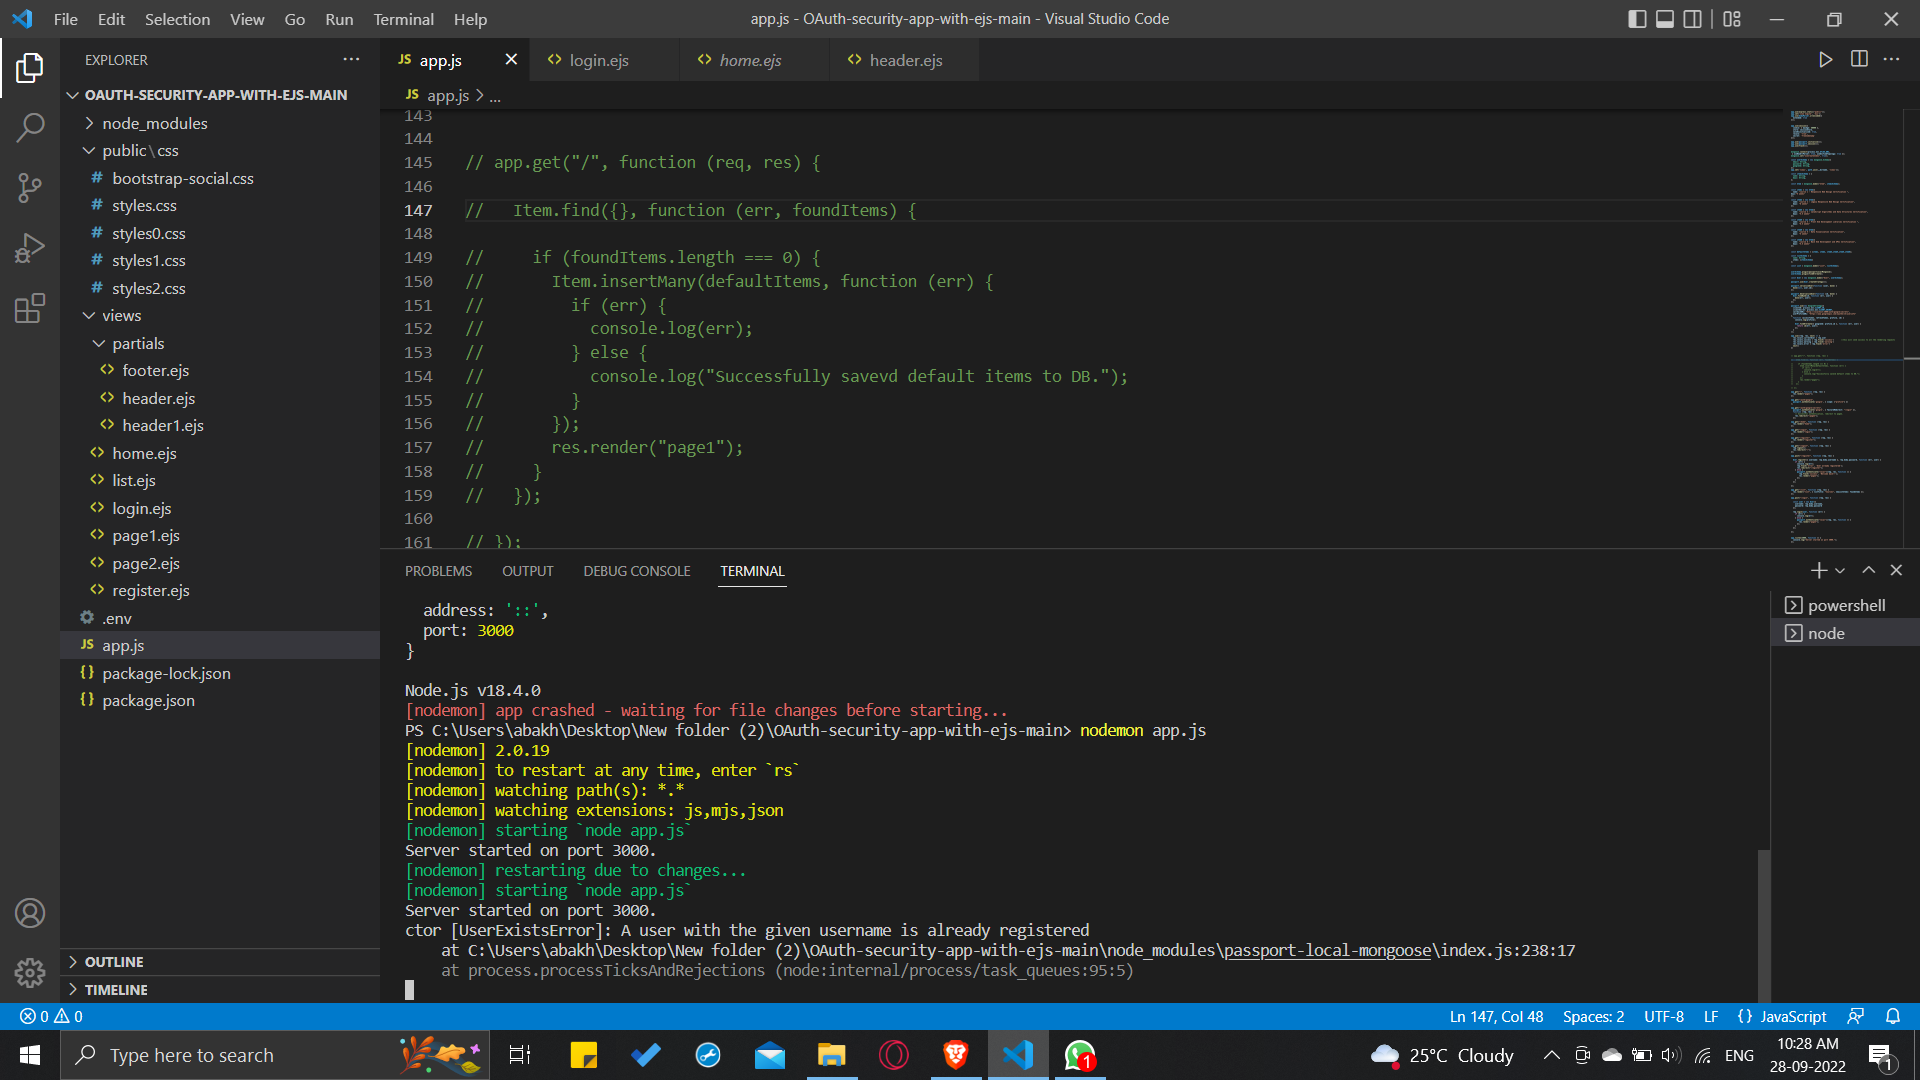 File Edit Selection View Go Run Terminal Help
app.js - OAuth-security-app-with-ejs-main - Visual Studio Code
EXPLORER
OAUTH-SECURITY-APP-WITH-EJS-MAIN
node_modules
public\css
# bootstrap-social.css
# styles.css
# styles0.css
# styles1.css
# styles2.css
views
partials
<> footer.ejs
<> header.ejs
<> header1.ejs
<> home.ejs
<> list.ejs
<> login.ejs
<> page1.ejs
<> page2.ejs
<> register.ejs
.env
JS app.js
{} package-lock.json
{} package.json
OUTLINE
TIMELINE
JS app.js
<> login.ejs
<> home.ejs
<> header.ejs
JS app.js > ...
143
144
145 // app.get("/", function (req, res) {
146
147 //   Item.find({}, function (err, foundItems) {
148
149 //     if (foundItems.length === 0) {
150 //       Item.insertMany(defaultItems, function (err) {
151 //         if (err) {
152 //           console.log(err);
153 //         } else {
154 //           console.log("Successfully savevd default items to DB.");
155 //         }
156 //       });
157 //       res.render("page1");
158 //     }
159 //   });
160
161 // });
PROBLEMS OUTPUT DEBUG CONSOLE TERMINAL
powershell
node
address: '::',
port: 3000
}
Node.js v18.4.0
[nodemon] app crashed - waiting for file changes before starting...
PS C:\Users\abakh\Desktop\New folder (2)\OAuth-security-app-with-ejs-main> nodemon app.js
[nodemon] 2.0.19
[nodemon] to restart at any time, enter `rs`
[nodemon] watching path(s): *.*
[nodemon] watching extensions: js,mjs,json
[nodemon] starting `node app.js`
Server started on port 3000.
[nodemon] restarting due to changes...
[nodemon] starting `node app.js`
Server started on port 3000.
ctor [UserExistsError]: A user with the given username is already registered
at C:\Users\abakh\Desktop\New folder (2)\OAuth-security-app-with-ejs-main\node_modules\passport-local-mongoose\index.js:238:17
at process.processTicksAndRejections (node:internal/process/task_queues:95:5)
0 0
Ln 147, Col 48 Spaces: 2 UTF-8 LF {} JavaScript
Type here to search
1
25°C Cloudy
ENG
10:28 AM
28-09-2022
1